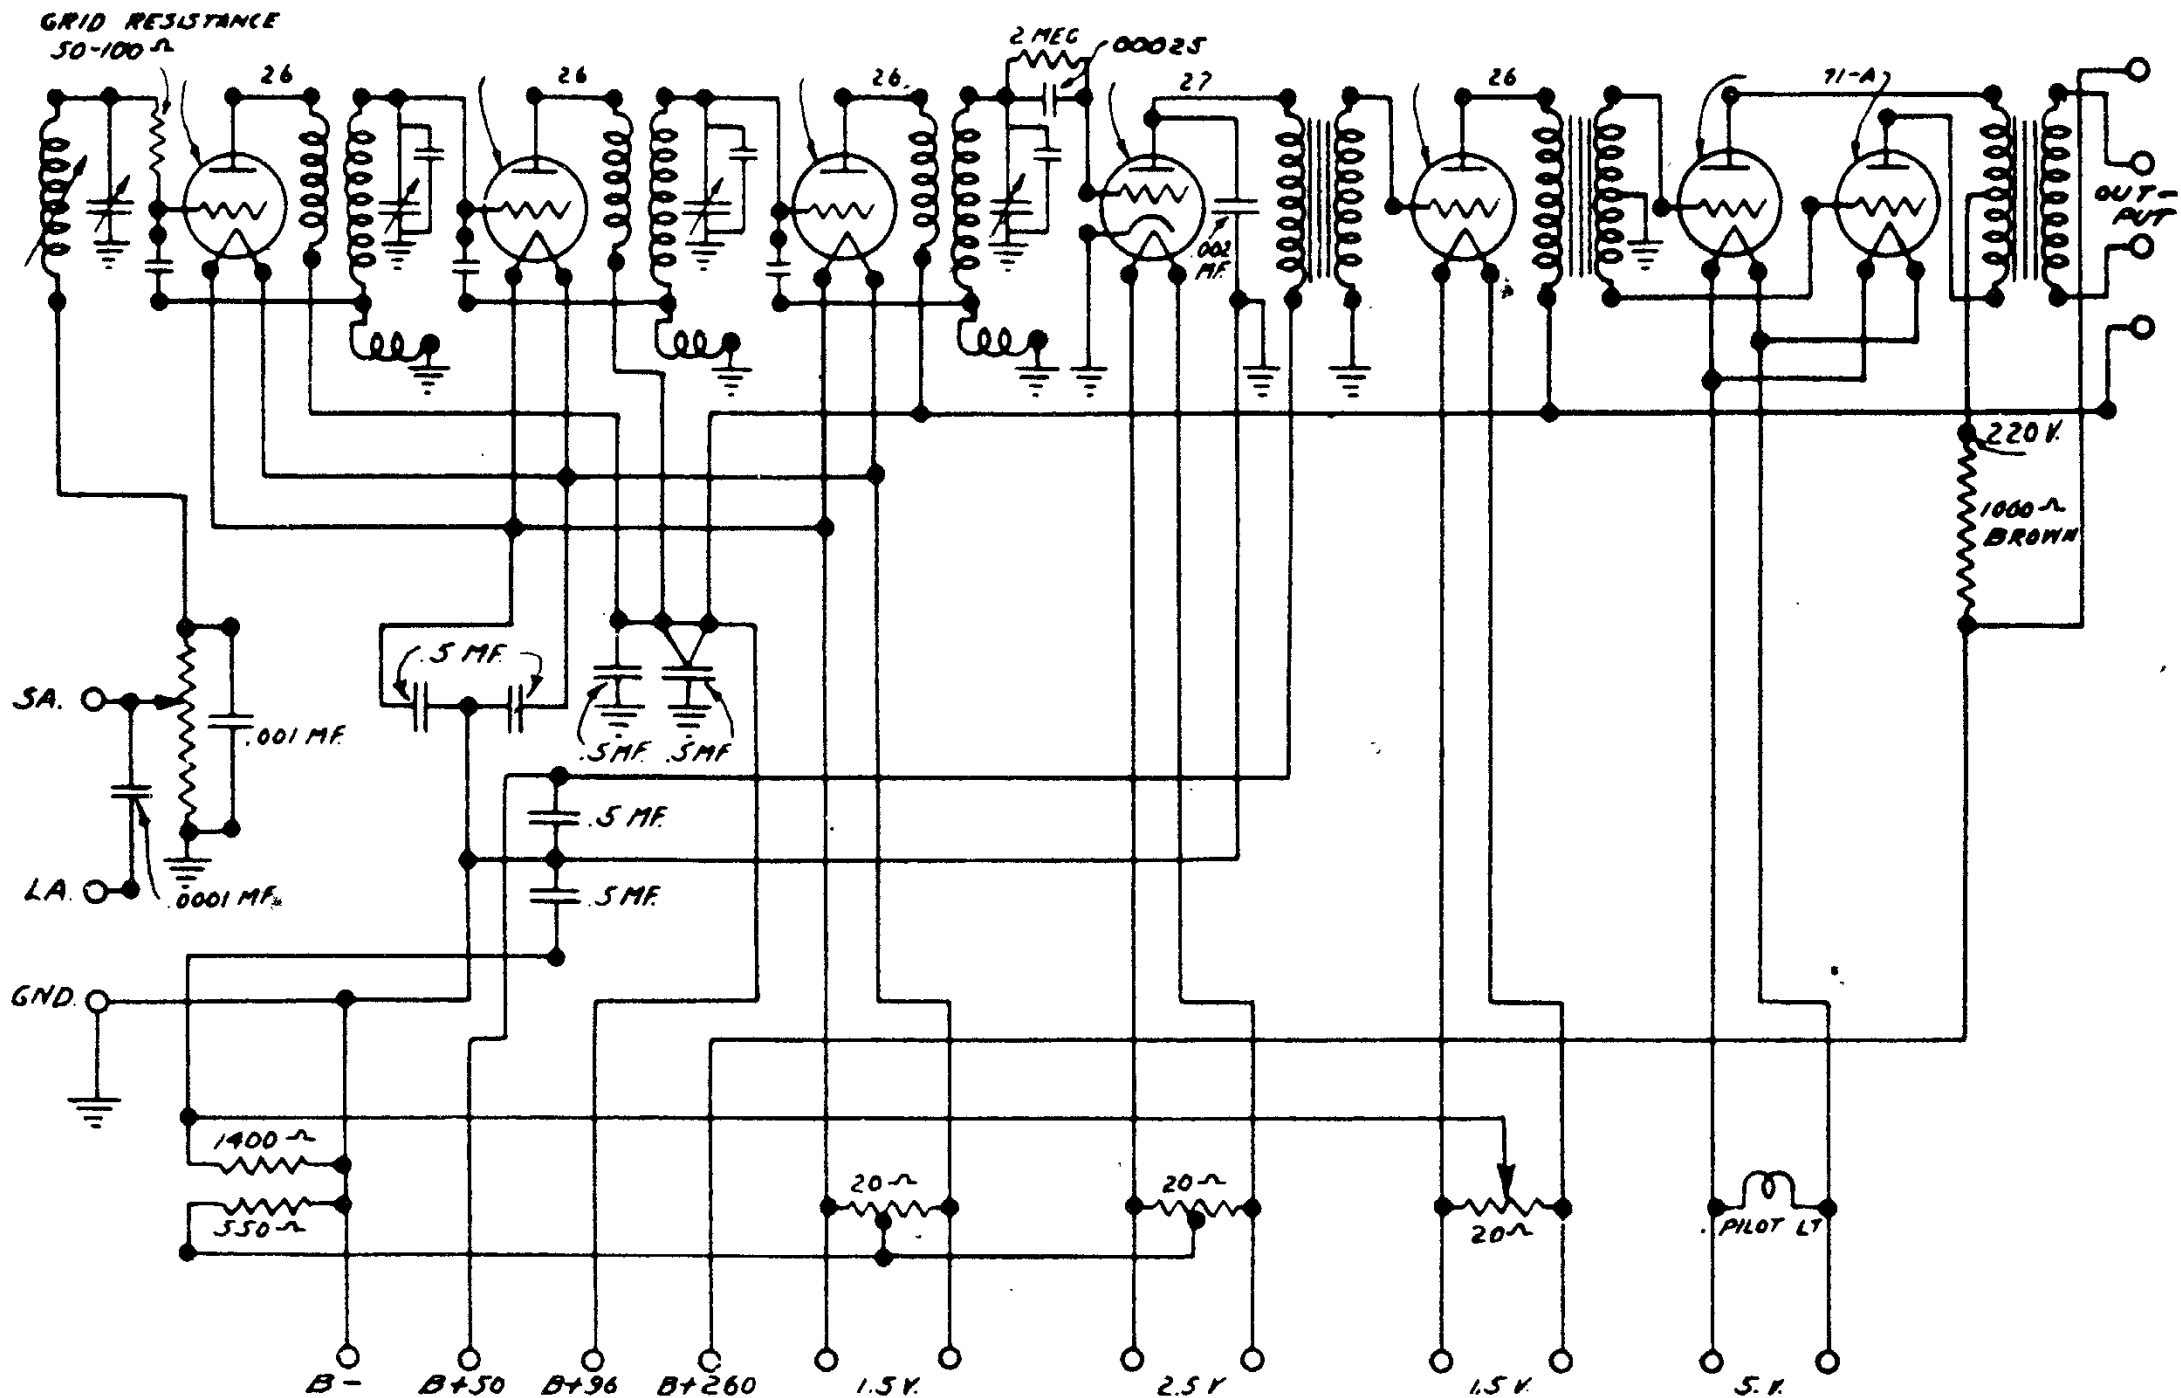 GRID RESISTANCE
50-100 Ω
26
26
26
2 MEG
.00025
27
26
71-A
.002
MF.
OUT-
PUT
220 V.
1000 Ω
BROWN
.5 MF.
SA.
.001 MF.
.5 MF. .5 MF
.5 MF.
LA.
.0001 MF.
.5 MF.
GND.
1400 Ω
550 Ω
20 Ω
20 Ω
20 Ω
PILOT LT
B- B+50 B+96 B+260 1.5 V. 2.5 V 1.5 V. 5. V.